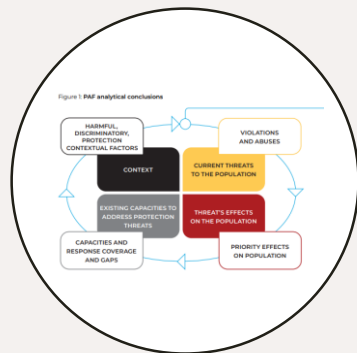 Figure 1: PAF analytical conclusions
HARMFUL,
DISCRIMINATORY,
PROTECTION
CONTEXTUAL FACTORS
VIOLATIONS
AND ABUSES
CONTEXT
CURRENT THREATS
TO THE POPULATION
EXISTING CAPACITIES TO
ADDRESS PROTECTION
THREATS
THREAT'S EFFECTS
ON THE POPULATION
CAPACITIES AND
RESPONSE COVERAGE
AND GAPS
PRIORITY EFFECTS
ON POPULATION